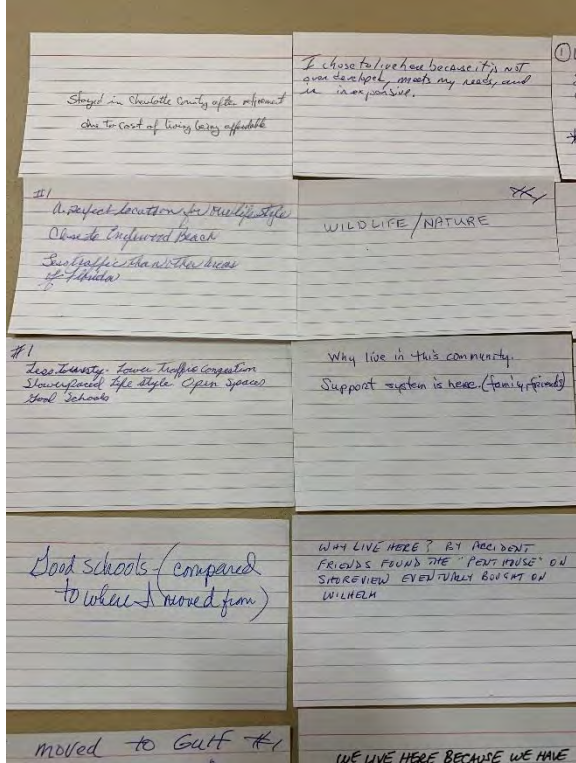 Stayed in Charlotte County after retirement
due to cost of living being affordable
I chose to live here because it is not
over developed, meets my needs, and
is inexpensive.
①
#1
A perfect location for our life style
Close to Englewood Beach
Less traffic than other areas
of Florida
#1
WILDLIFE/NATURE
#1
Less Density - Lower Traffic Congestion
Slower paced Life Style Open Spaces
Good Schools
Why live in this community.
Support system is here. (family, friends)
Good schools - (compared
to where I moved from)
WHY LIVE HERE? BY ACCIDENT
FRIENDS FOUND THE "PENTHOUSE" ON
SHOREVIEW EVENTUALLY BOUGHT ON
WILHELM
moved to Gulf #1
WE LIVE HERE BECAUSE WE HAVE